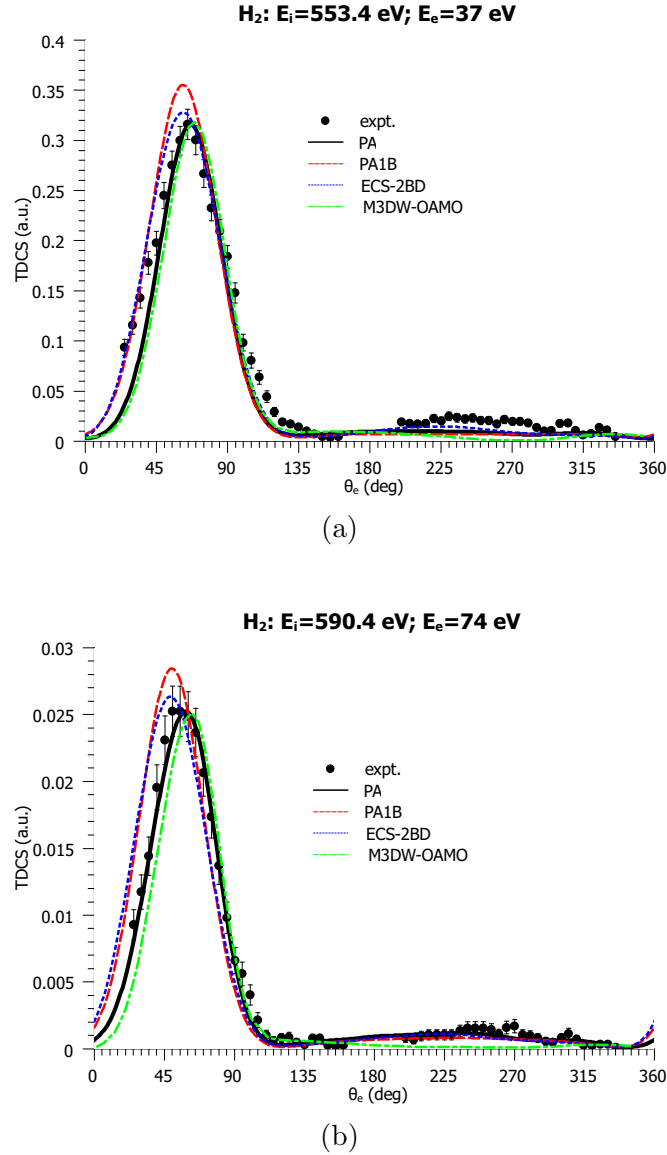 H₂: Eᵢ=553.4 eV; Eₑ=37 eV
0.4
0.35
0.3
0.25
0.2
0.15
0.1
0.05
0
TDCS (a.u.)
expt.
PA
PA1B
ECS-2BD
M3DW-OAMO
0 45 90 135 180 225 270 315 360
θₑ (deg)
(a)
H₂: Eᵢ=590.4 eV; Eₑ=74 eV
0.03
0.025
0.02
0.015
0.01
0.005
0
TDCS (a.u.)
expt.
PA
PA1B
ECS-2BD
M3DW-OAMO
0 45 90 135 180 225 270 315 360
θₑ (deg)
(b)